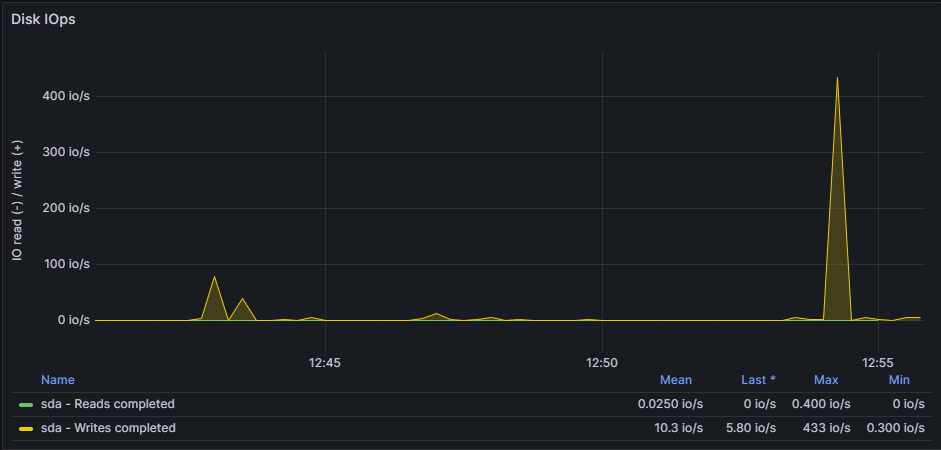 Disk IOps
IO read (-) / write (+)
400 io/s
300 io/s
200 io/s
100 io/s
0 io/s
12:45 12:50 12:55
Name Mean Last * Max Min
sda - Reads completed 0.0250 io/s 0 io/s 0.400 io/s 0 io/s
sda - Writes completed 10.3 io/s 5.80 io/s 433 io/s 0.300 io/s